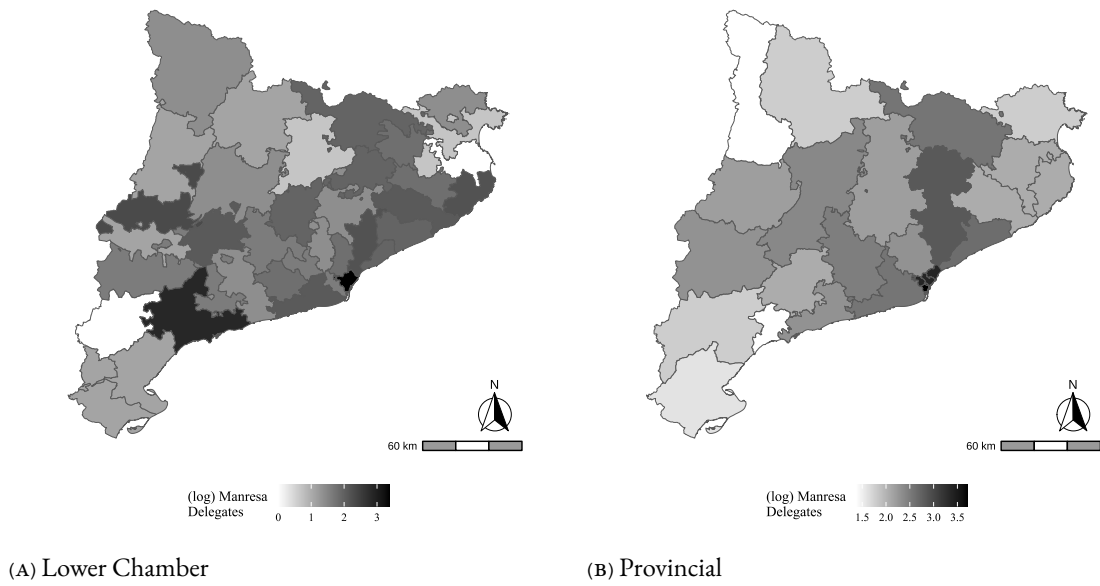 N
60 km
(log) Manresa
Delegates
0 1 2 3
(A) Lower Chamber
N
60 km
(log) Manresa
Delegates
1.5 2.0 2.5 3.0 3.5
(B) Provincial